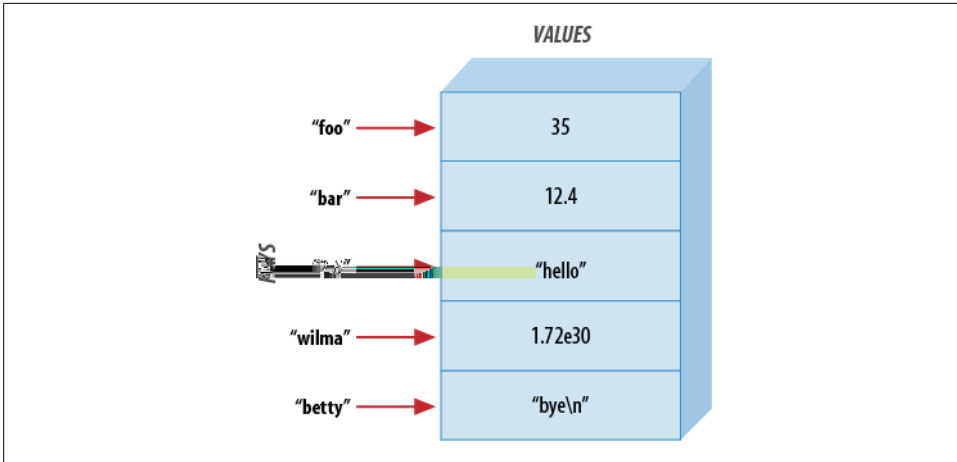 VALUES
“foo”
35
“bar”
12.4
“hello”
“wilma”
1.72e30
“betty”
“bye\n”